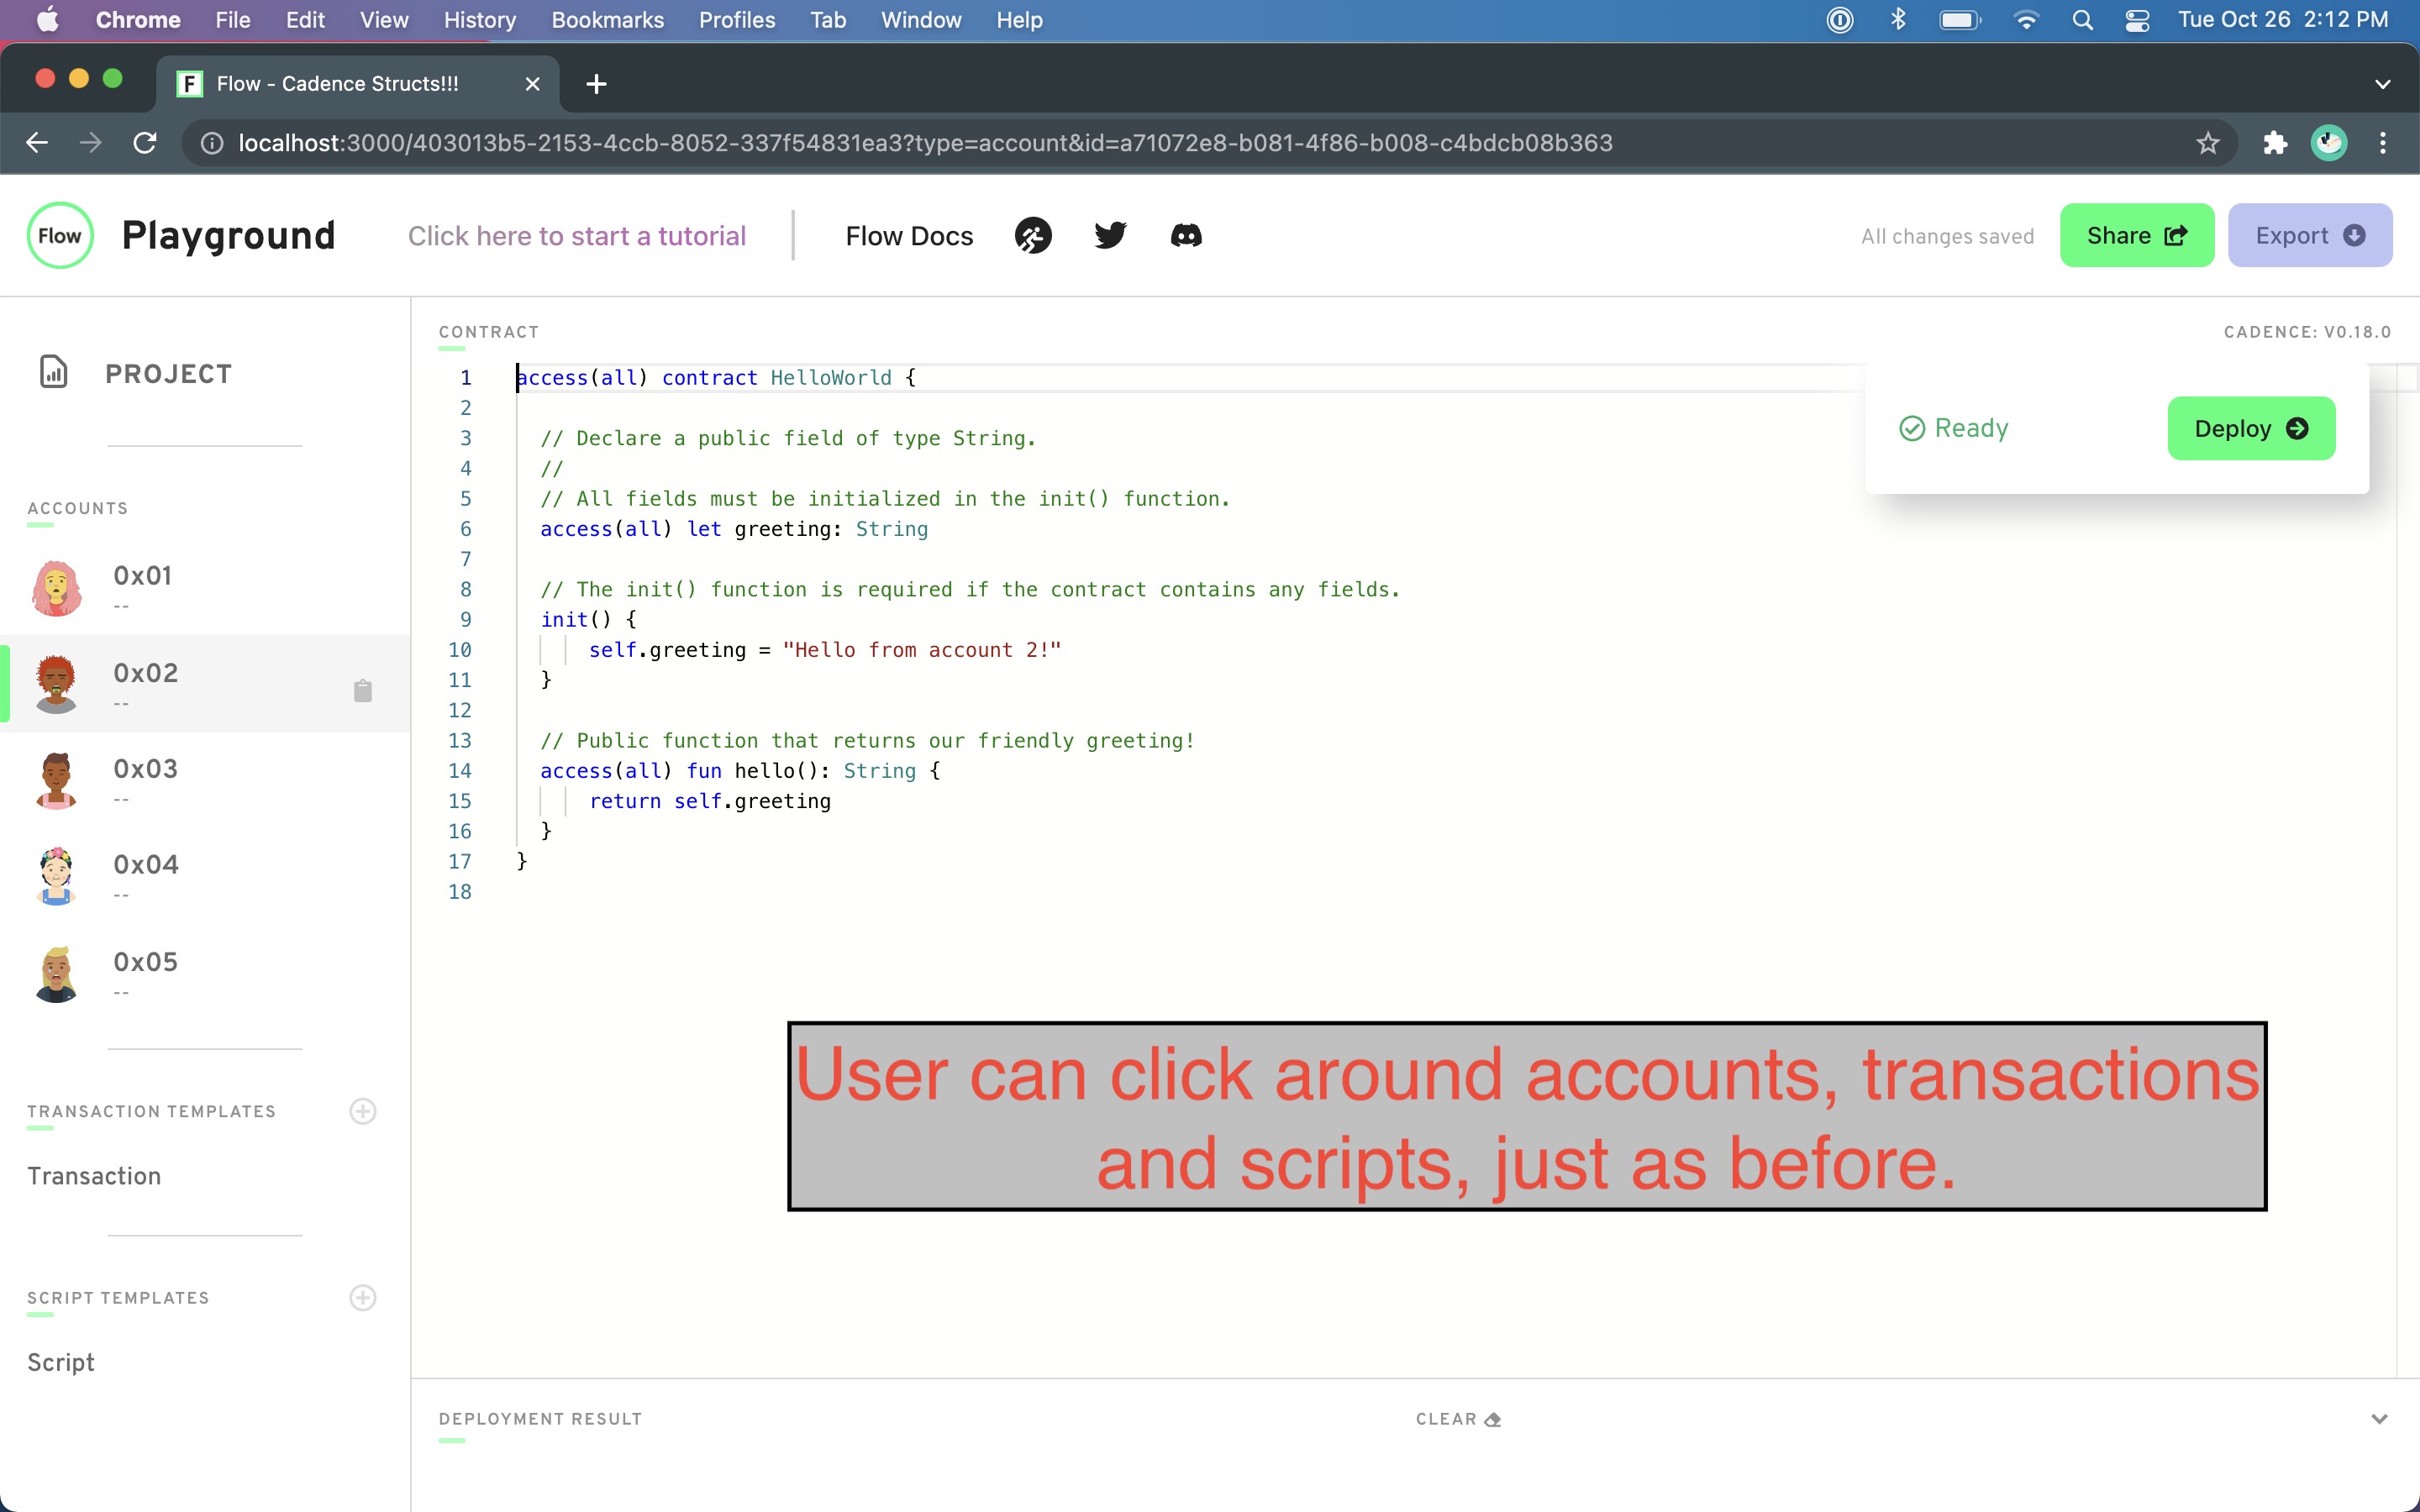 Chrome File Edit View History Bookmarks Profiles Tab Window Help Tue Oct 26 2:12 PM
F Flow - Cadence Structs!!!
localhost:3000/403013b5-2153-4ccb-8052-337f54831ea3?type=account&id=a71072e8-b081-4f86-b008-c4bdcb08b363
Flow Playground Click here to start a tutorial Flow Docs All changes saved Share Export
PROJECT
ACCOUNTS
0x01
--
0x02
--
0x03
--
0x04
--
0x05
--
TRANSACTION TEMPLATES
Transaction
SCRIPT TEMPLATES
Script
CONTRACT CADENCE: V0.18.0
Ready Deploy
1 access(all) contract HelloWorld {
2
3 // Declare a public field of type String.
4 //
5 // All fields must be initialized in the init() function.
6 access(all) let greeting: String
7
8 // The init() function is required if the contract contains any fields.
9 init() {
10 self.greeting = "Hello from account 2!"
11 }
12
13 // Public function that returns our friendly greeting!
14 access(all) fun hello(): String {
15 return self.greeting
16 }
17 }
18
User can click around accounts, transactions
and scripts, just as before.
DEPLOYMENT RESULT CLEAR